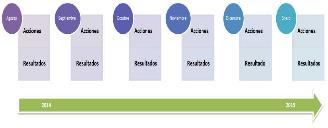 Agosto
Acciones
Resultados
Septiembre
Acciones
Resultados
Octubre
Acciones
Resultados
Noviembre
Acciones
Resultados
Diciembre
Acciones
Resultado
Enero
Acciones
Resultados
2014
2015